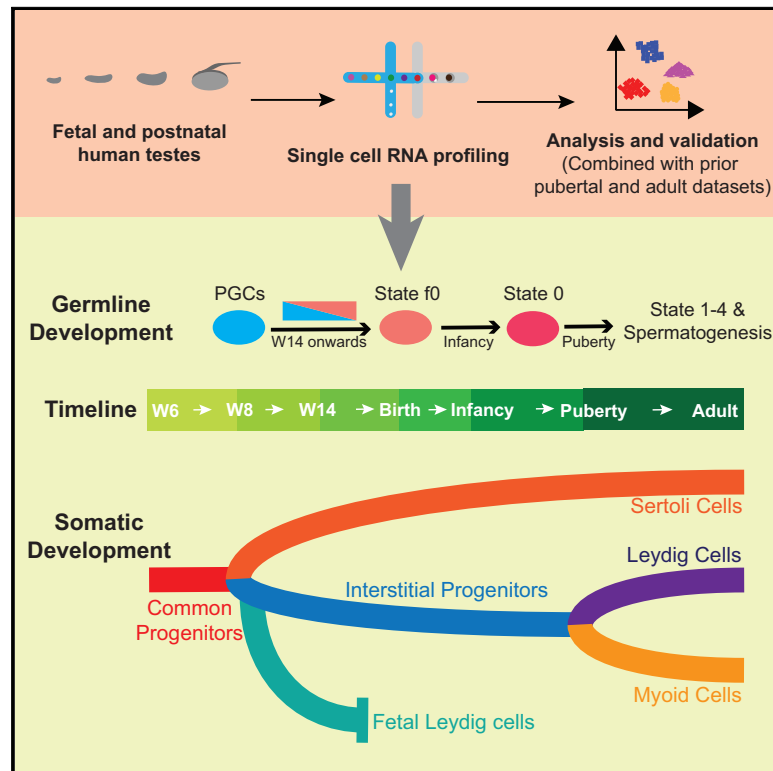 Fetal and postnatal
human testes
Single cell RNA profiling
Analysis and validation
(Combined with prior
pubertal and adult datasets)
Germline
Development
PGCs
W14 onwards
State f0
Infancy
State 0
Puberty
State 1-4 &
Spermatogenesis
Timeline
W6 → W8 → W14 → Birth → Infancy → Puberty → Adult
Somatic
Development
Common
Progenitors
Sertoli Cells
Interstitial Progenitors
Leydig Cells
Myoid Cells
Fetal Leydig cells